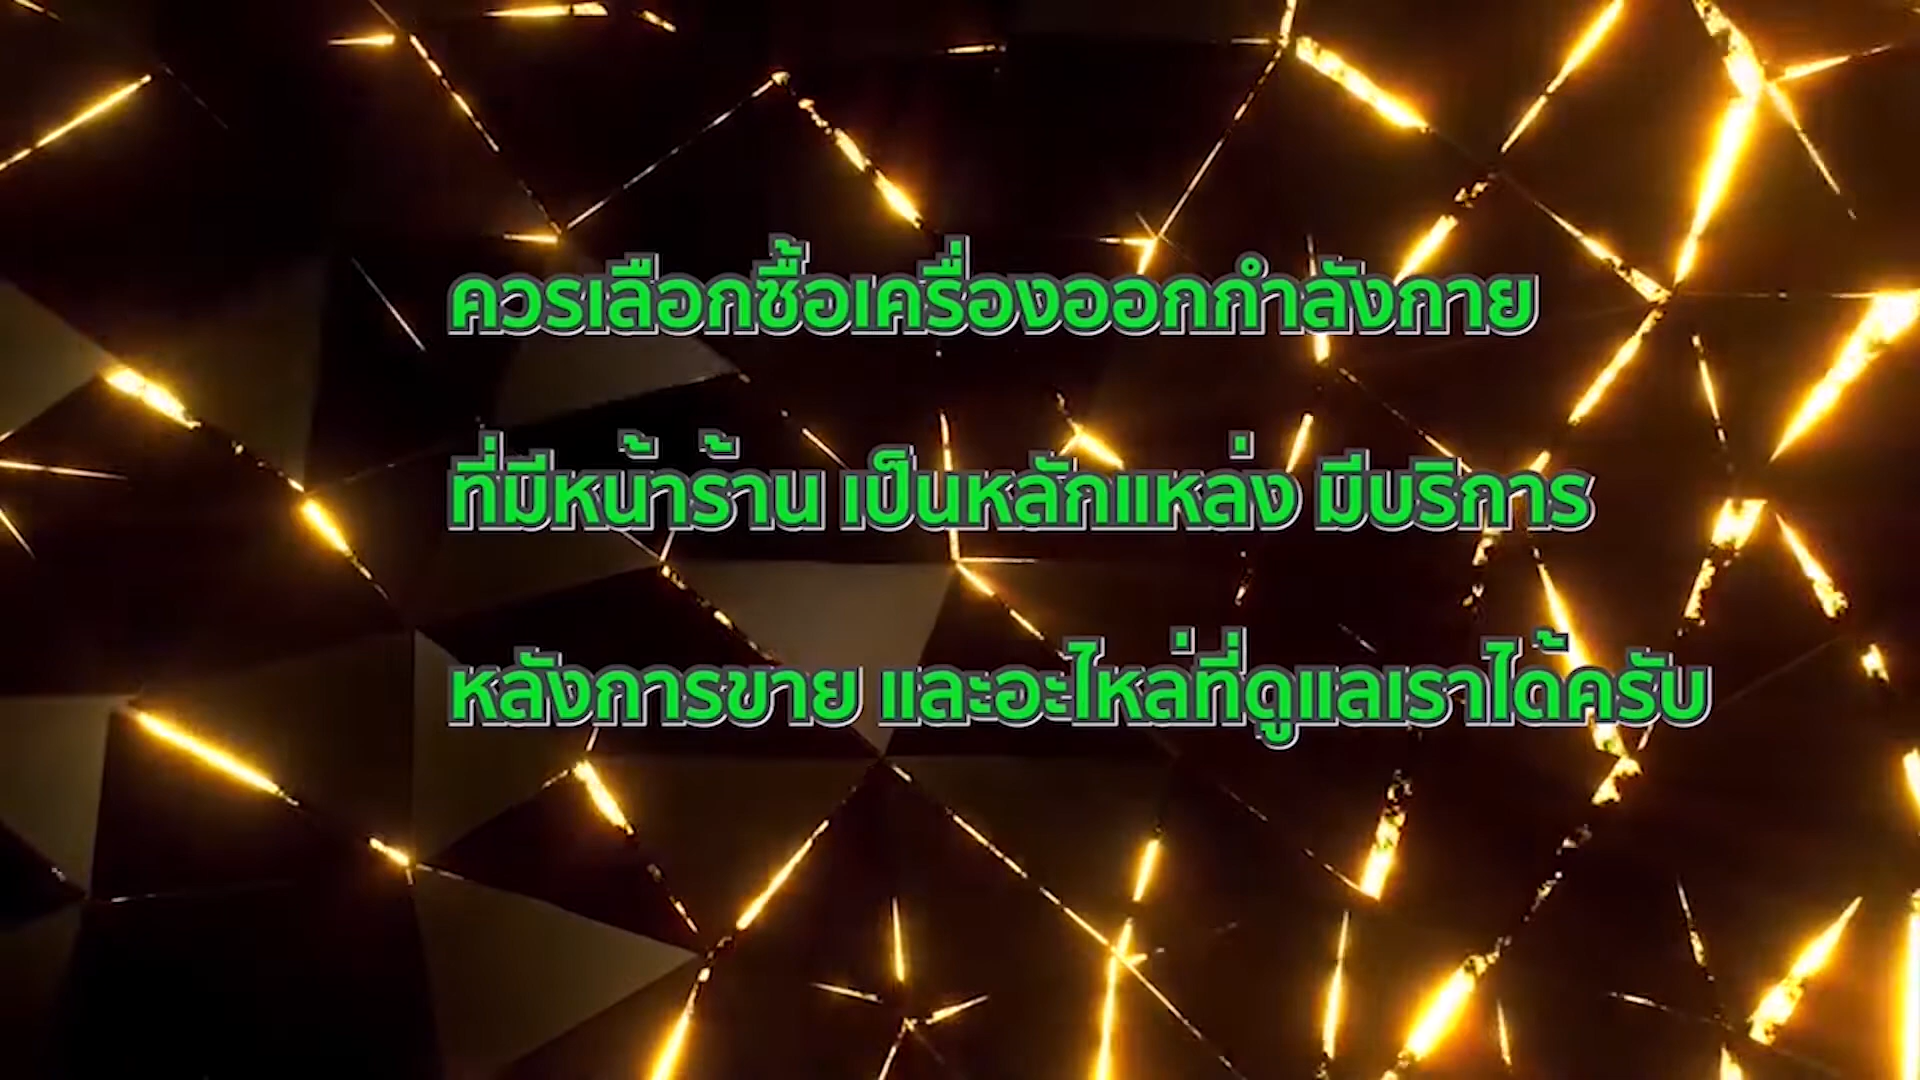 ควรเลือกซื้อเครื่องออกกำลังกาย
ที่มีหน้าร้าน เป็นหลักแหล่ง มีบริการ
หลังการขาย และอะไหล่ที่ดูแลเราได้ครับ